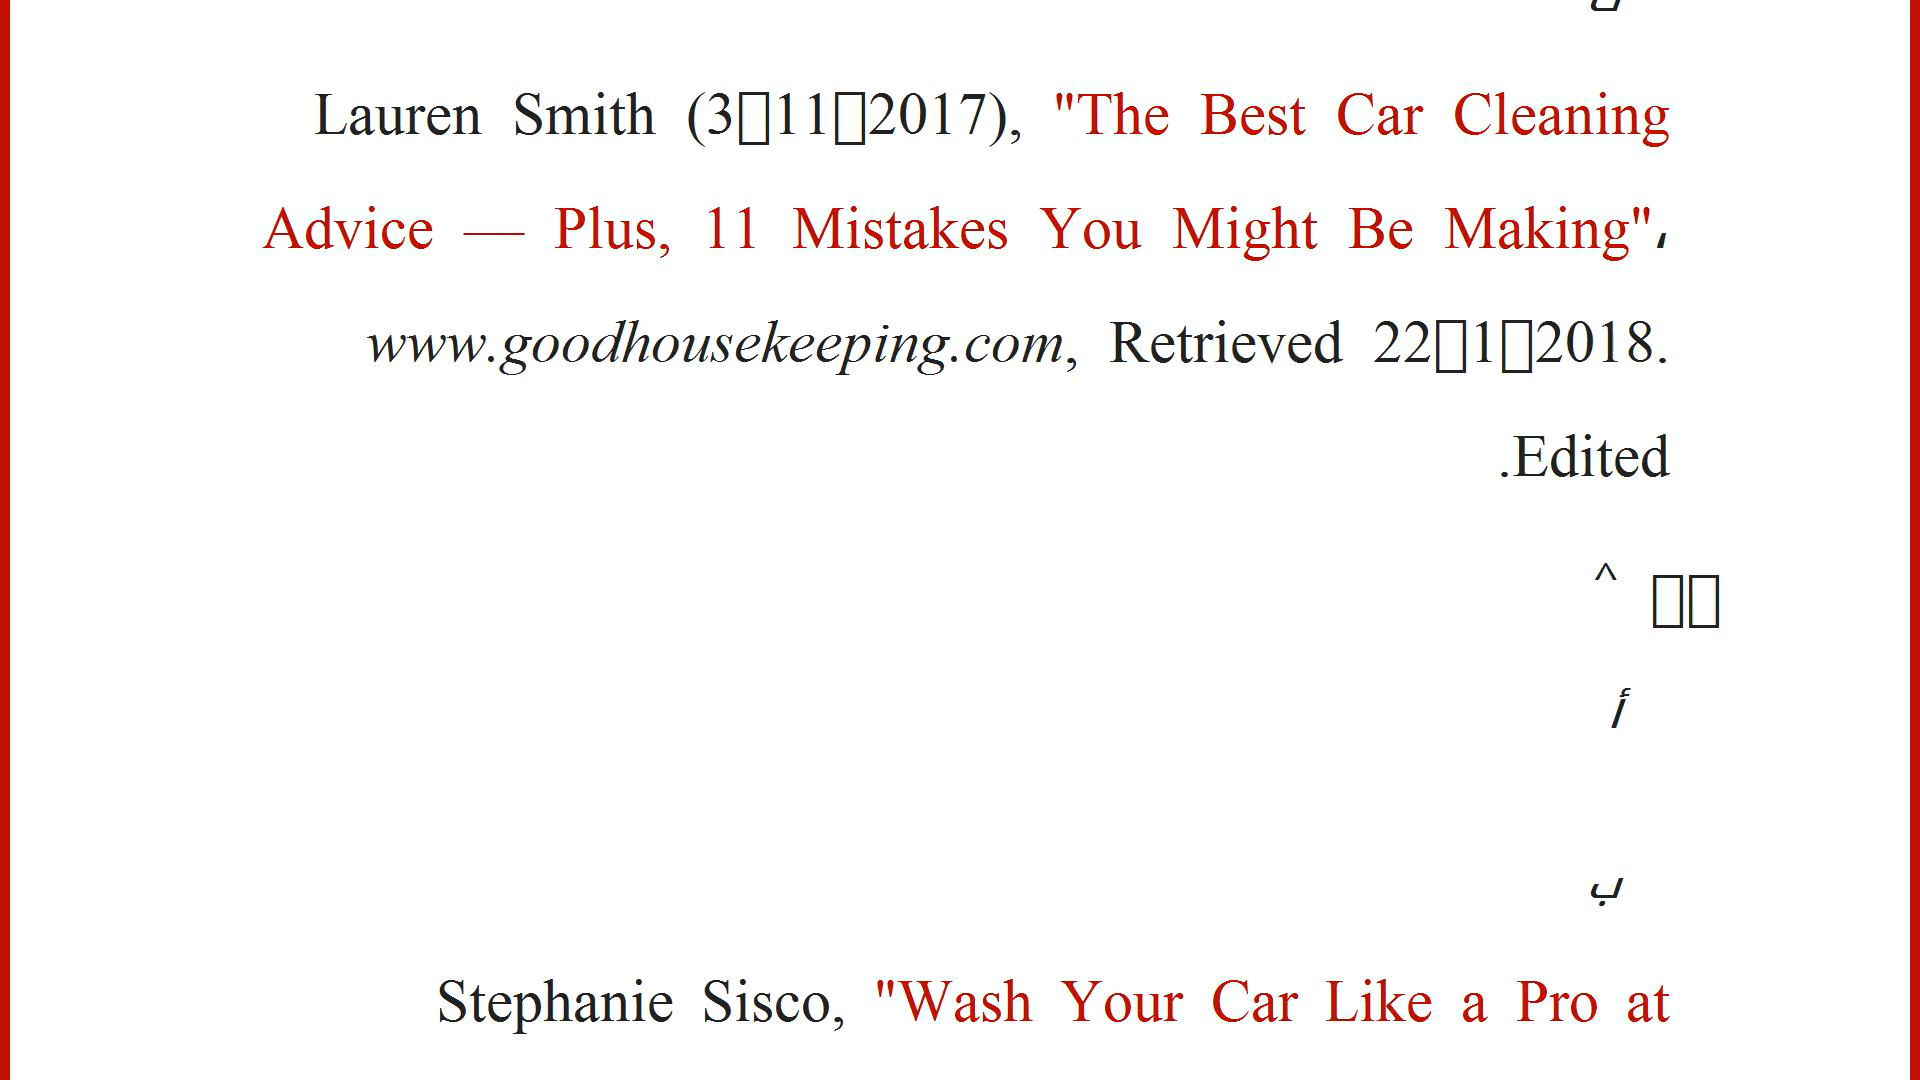 Lauren Smith (3▯11▯2017), "The Best Car Cleaning
Advice — Plus, 11 Mistakes You Might Be Making"،
www.goodhousekeeping.com, Retrieved 22▯1▯2018.
.Edited
▯▯ ^
أ
ب
Stephanie Sisco, "Wash Your Car Like a Pro at